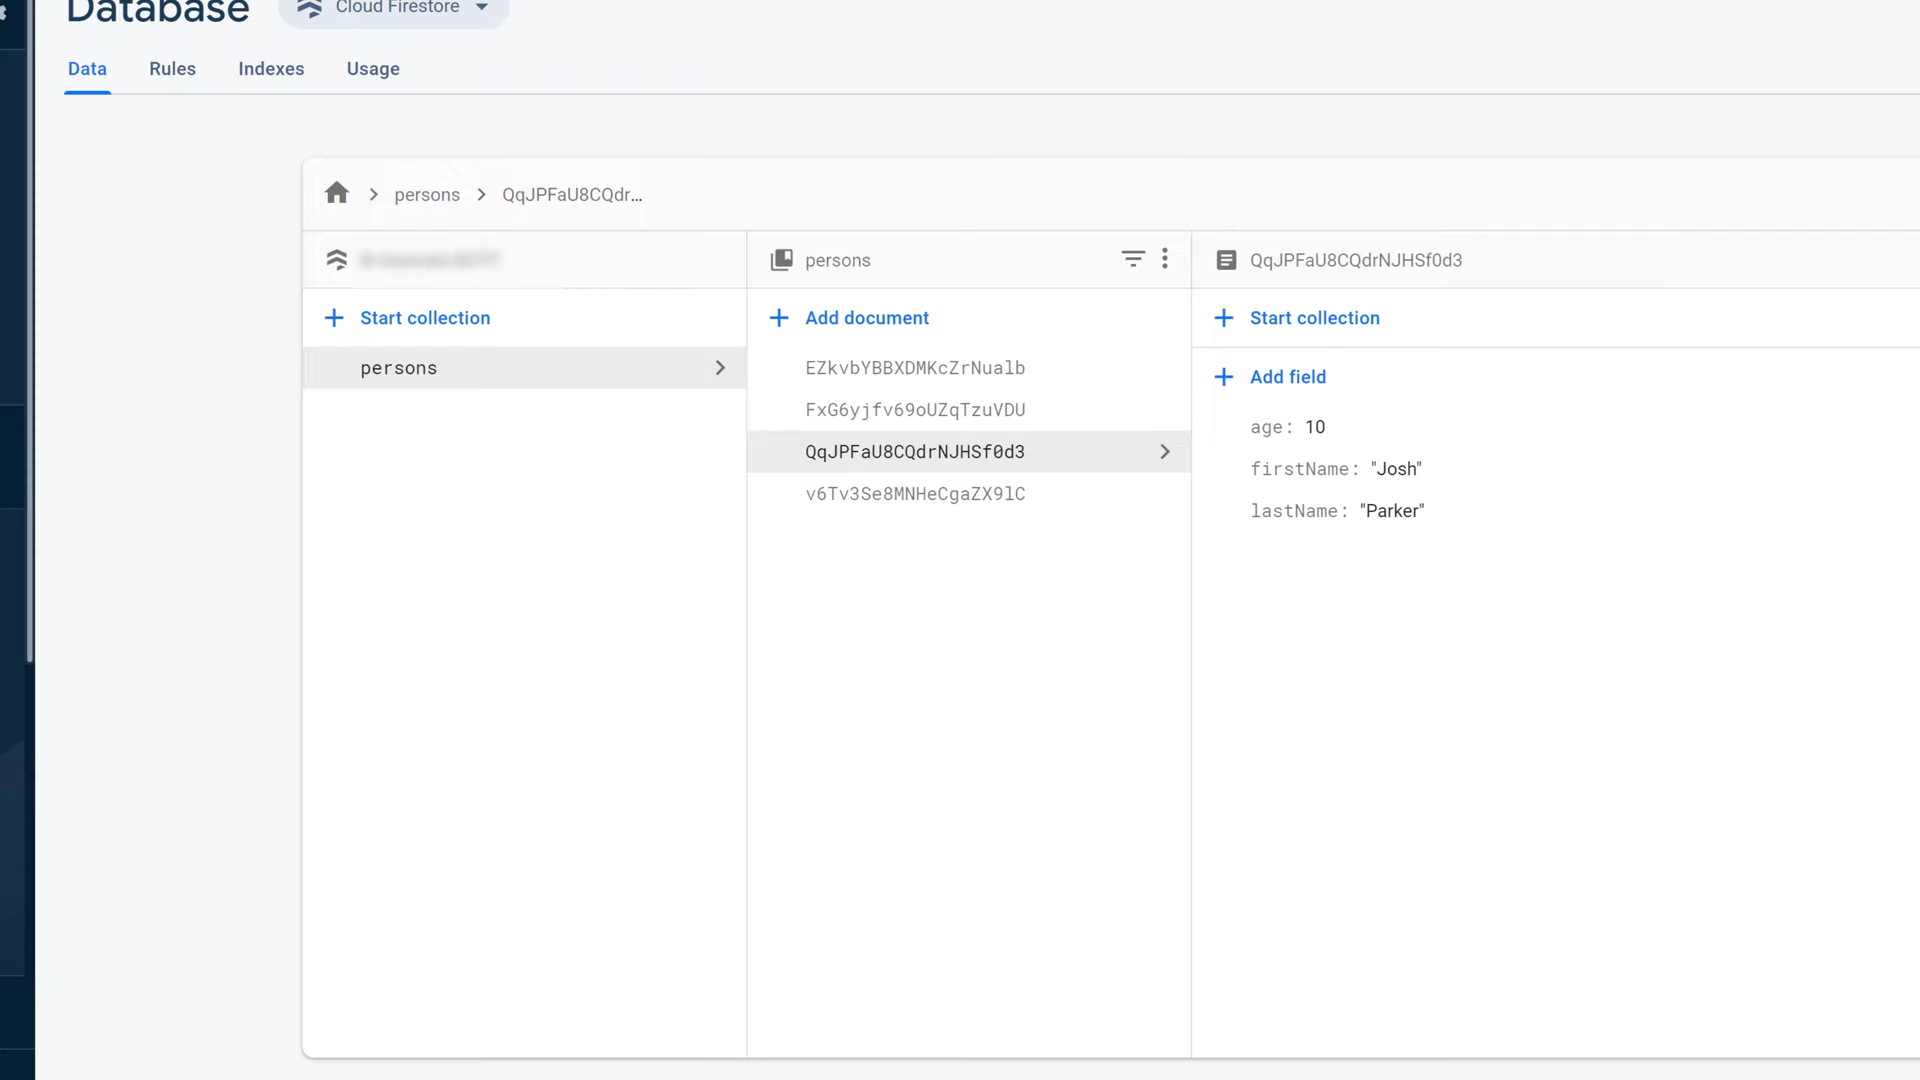 Database
Cloud Firestore
Data Rules Indexes Usage
persons QqJPFaU8CQdr...
persons
QqJPFaU8CQdrNJHSf0d3
Start collection
Add document
Start collection
persons
EZkvbYBBXDMKcZrNualb
FxG6yjfv69oUZqTzuVDU
QqJPFaU8CQdrNJHSf0d3
v6Tv3Se8MNHeCgaZX9lC
Add field
age: 10
firstName: "Josh"
lastName: "Parker"